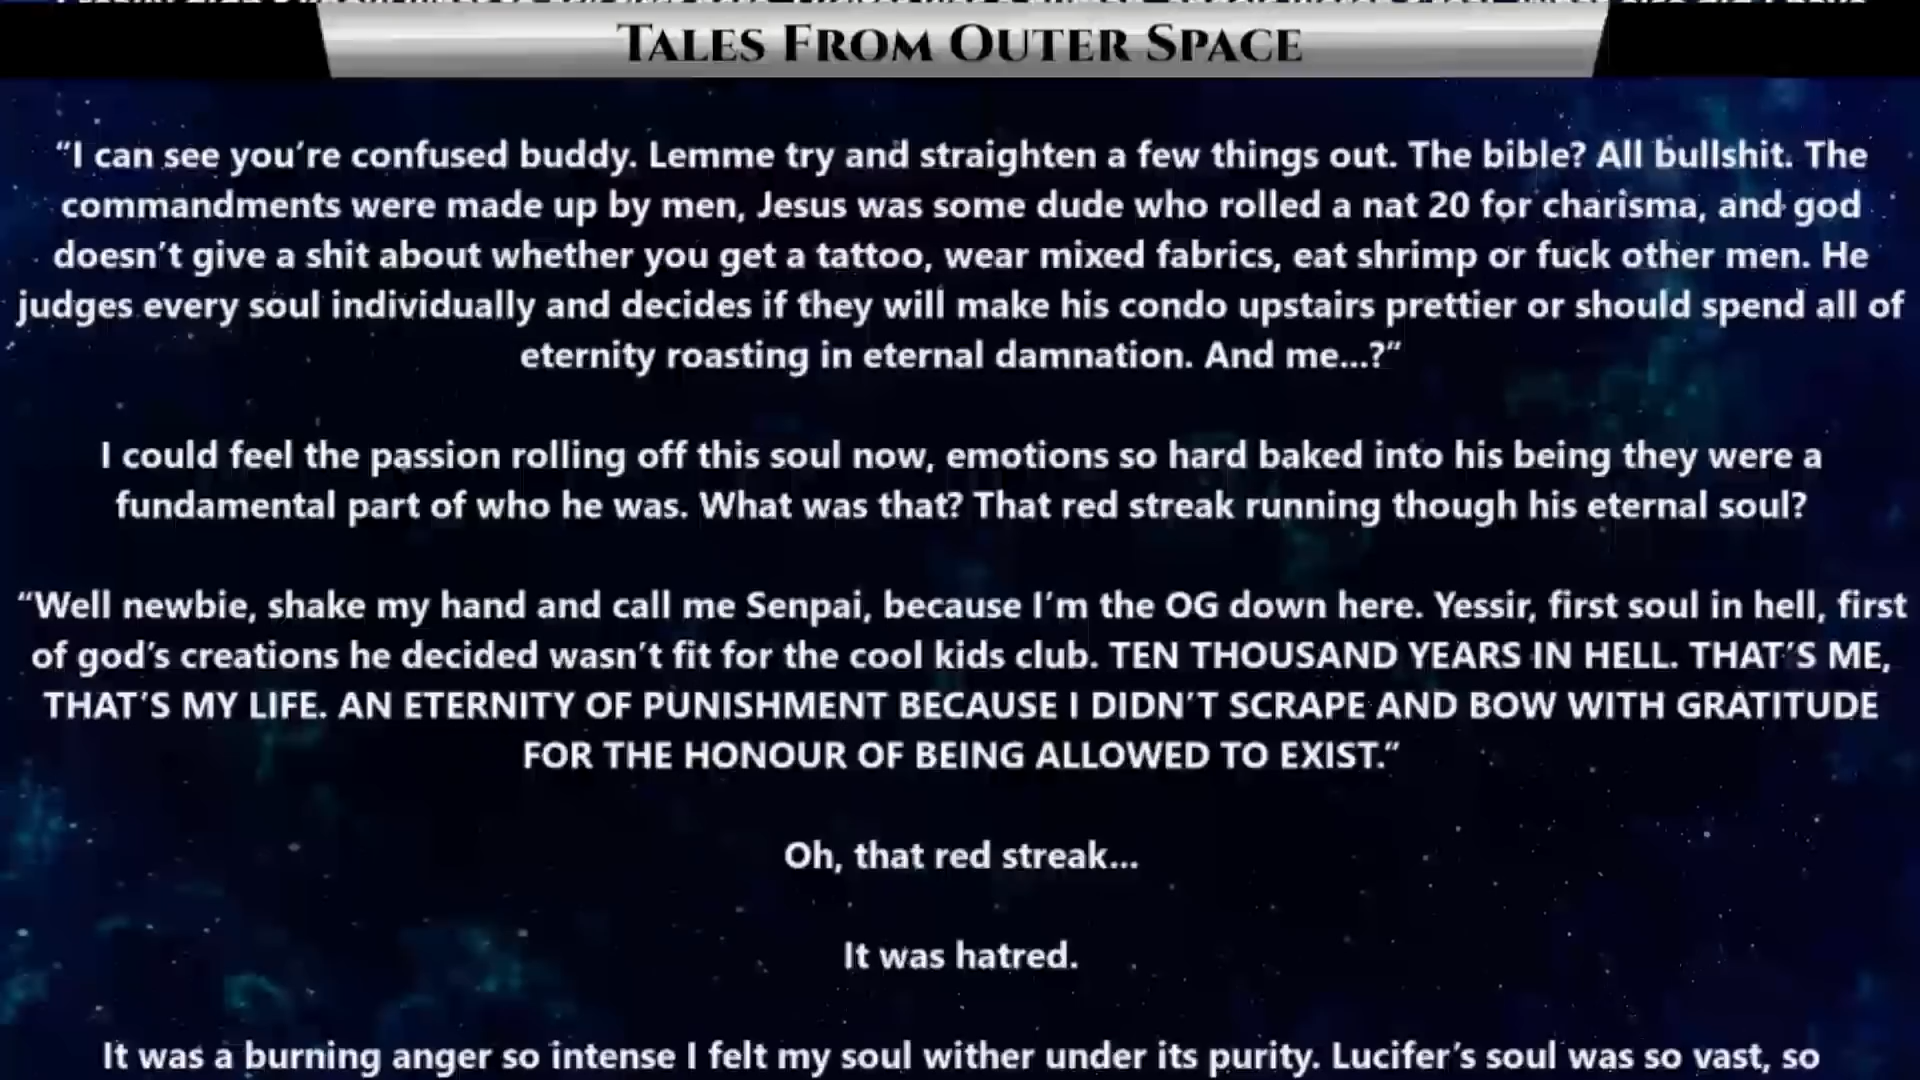 TALES FROM OUTER SPACE
“I can see you’re confused buddy. Lemme try and straighten a few things out. The bible? All bullshit. The
commandments were made up by men, Jesus was some dude who rolled a nat 20 for charisma, and god
doesn’t give a shit about whether you get a tattoo, wear mixed fabrics, eat shrimp or fuck other men. He
judges every soul individually and decides if they will make his condo upstairs prettier or should spend all of
eternity roasting in eternal damnation. And me...?”
I could feel the passion rolling off this soul now, emotions so hard baked into his being they were a
fundamental part of who he was. What was that? That red streak running though his eternal soul?
“Well newbie, shake my hand and call me Senpai, because I’m the OG down here. Yessir, first soul in hell, first
of god’s creations he decided wasn’t fit for the cool kids club. TEN THOUSAND YEARS IN HELL. THAT’S ME,
THAT’S MY LIFE. AN ETERNITY OF PUNISHMENT BECAUSE I DIDN’T SCRAPE AND BOW WITH GRATITUDE
FOR THE HONOUR OF BEING ALLOWED TO EXIST.”
Oh, that red streak...
It was hatred.
It was a burning anger so intense I felt my soul wither under its purity. Lucifer’s soul was so vast, so